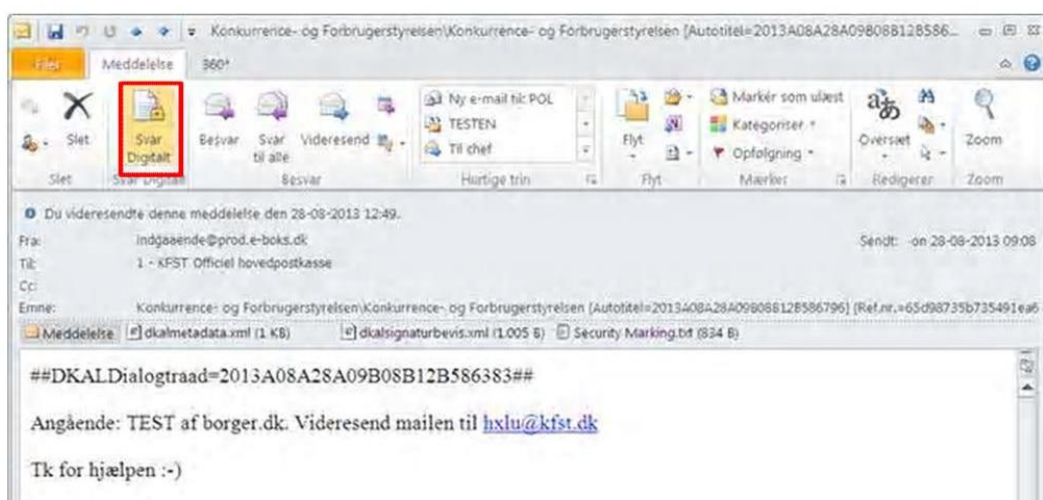 Konkurrence- og Forbrugerstyrelsen\Konkurrence- og Forbrugerstyrelsen [Autotitel=2013A08A28A09B08B12B586...
Filer Meddelelse 360°
Slet
Svar Digitalt
Besvar
Svar til alle
Videresend
Ny e-mail til: POL
TESTEN
Til chef
Flyt
Markér som ulæst
Kategoriser
Opfølgning
Oversæt
Zoom
Slet Svar Digitalt Besvar Hurtige trin Flyt Mærker Redigerer Zoom
Du videresendte denne meddelelse den 28-08-2013 12:49.
Fra: indgaaende@prod.e-boks.dk Sendt: on 28-08-2013 09:08
Til: 1 - KFST Officiel hovedpostkasse
Cc:
Emne: Konkurrence- og Forbrugerstyrelsen\Konkurrence- og Forbrugerstyrelsen [Autotitel=2013A08A28A09B08B12B586796] [Ref.nr.=65d98735b735491ea6
Meddelelse dkalmetadata.xml (1 KB) dkalsignaturbevis.xml (1.005 B) Security Marking.txt (834 B)
##DKALDialogtraad=2013A08A28A09B08B12B586383##
Angående: TEST af borger.dk. Videresend mailen til hxlu@kfst.dk
Tk for hjælpen :-)